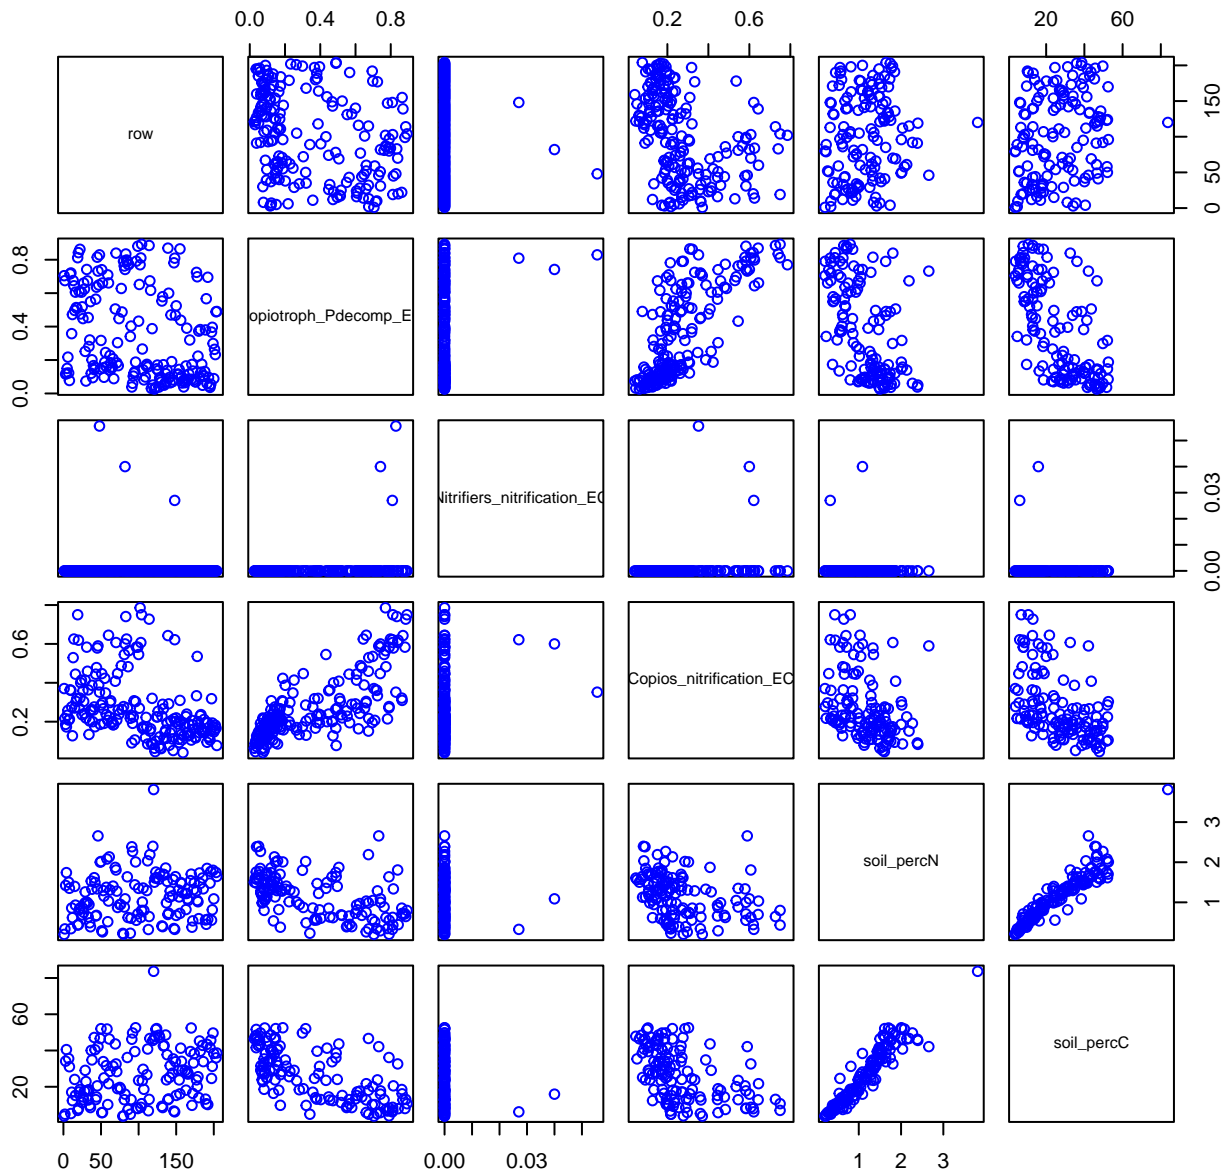 0.0 0.4 0.8 0.2 0.6 20 60
row
0 50 150
opiotroph_Pdecomp_E
0.0 0.4 0.8
Nitrifiers_nitrification_EC
0.00 0.03
Copios_nitrification_EC
0.2 0.6
soil_percN
1 2 3
soil_percC
20 60
0 50 150 0.00 0.03 1 2 3